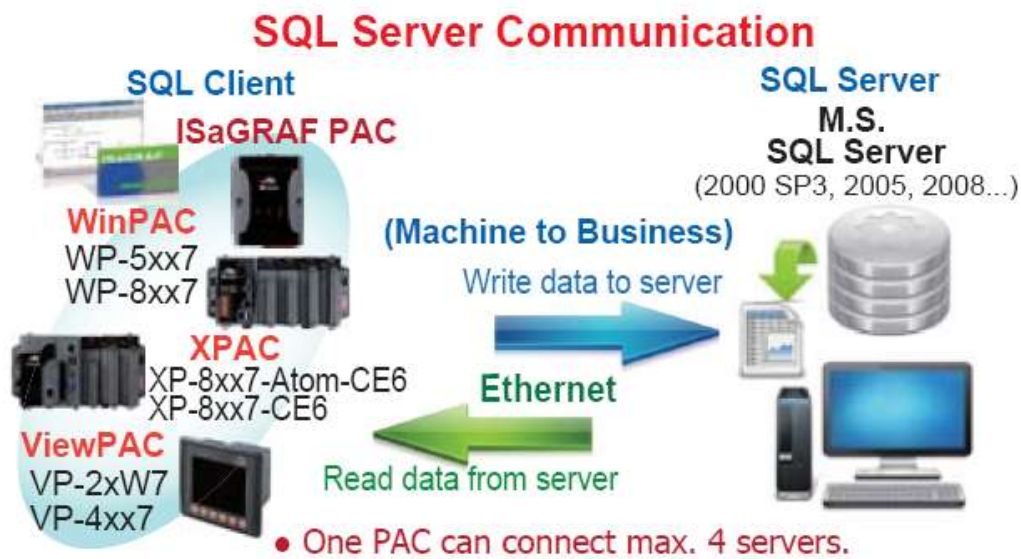 SQL Server Communication
SQL Client
ISaGRAF PAC
WinPAC
WP-5xx7
WP-8xx7
XPAC
XP-8xx7-Atom-CE6
XP-8xx7-CE6
ViewPAC
VP-2xW7
VP-4xx7
(Machine to Business)
Write data to server
Ethernet
Read data from server
SQL Server
M.S.
SQL Server
(2000 SP3, 2005, 2008...)
• One PAC can connect max. 4 servers.